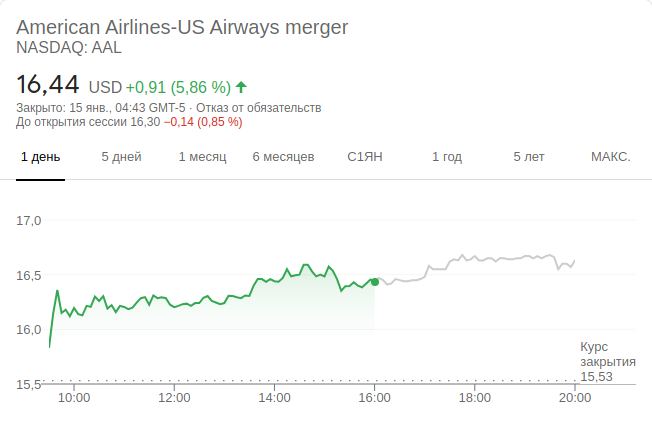 American Airlines-US Airways merger
NASDAQ: AAL
16,44 USD +0,91 (5,86 %)
Закрыто: 15 янв., 04:43 GMT-5 · Отказ от обязательств
До открытия сессии 16,30 −0,14 (0,85 %)
1 день 5 дней 1 месяц 6 месяцев С1ЯН 1 год 5 лет МАКС.
17,0
16,5
16,0
Курс
закрытия
15,53
15,5
10:00 12:00 14:00 16:00 18:00 20:00